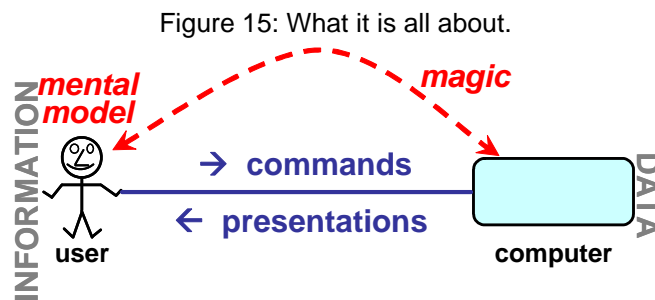 Figure 15: What it is all about.
mental
model
magic
INFORMATION
DATA
→ commands
← presentations
user
computer